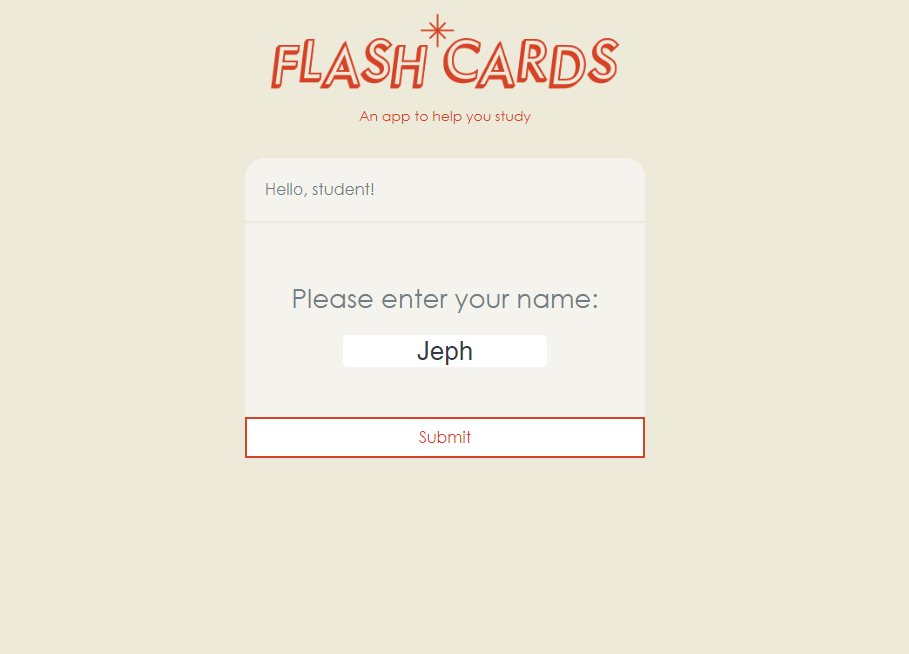 FLASH CARDS
An app to help you study
Hello, student!
Please enter your name:
Jeph
Submit